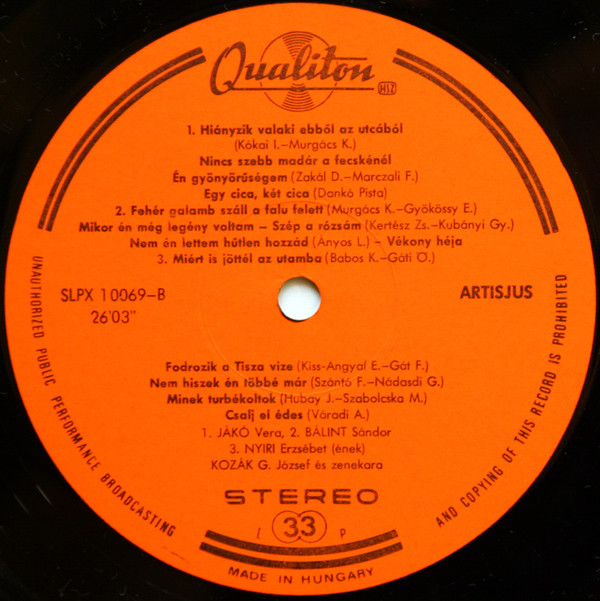 Qualiton
HSZ
1. Hiányzik valaki ebből az utcából
(Kókai I.–Murgács K.)
Nincs szebb madár a fecskénél
Én gyönyörűségem (Zakál D.–Marczali F.)
Egy cica, két cica (Dankó Pista)
2. Fehér galamb száll a falu felett (Murgács K.–Gyökössy E.)
Mikor én még legény voltam – Szép a rózsám (Kertész Zs.–Kubányi Gy.)
Nem én lettem hűtlen hozzád (Ányos L.) – Vékony héja
3. Miért is jöttél az utamba (Babos K.–Gáti Ö.)
SLPX 10069–B
26'03"
ARTISJUS
Fodrozik a Tisza vize (Kiss-Angyal E.–Gát F.)
Nem hiszek én többé már (Szántó F.–Nádasdi G.)
Minek turbékoltok (Hubay J.–Szabolcska M.)
Csalj el édes (Váradi A.)
1. JÁKÓ Vera, 2. BÁLINT Sándor
3. NYIRI Erzsébet (ének)
KOZÁK G. József és zenekara
STEREO
L 33 P
MADE IN HUNGARY
UNAUTHORIZED PUBLIC PERFORMANCE BROADCASTING
AND COPYING OF THIS RECORD IS PROHIBITED